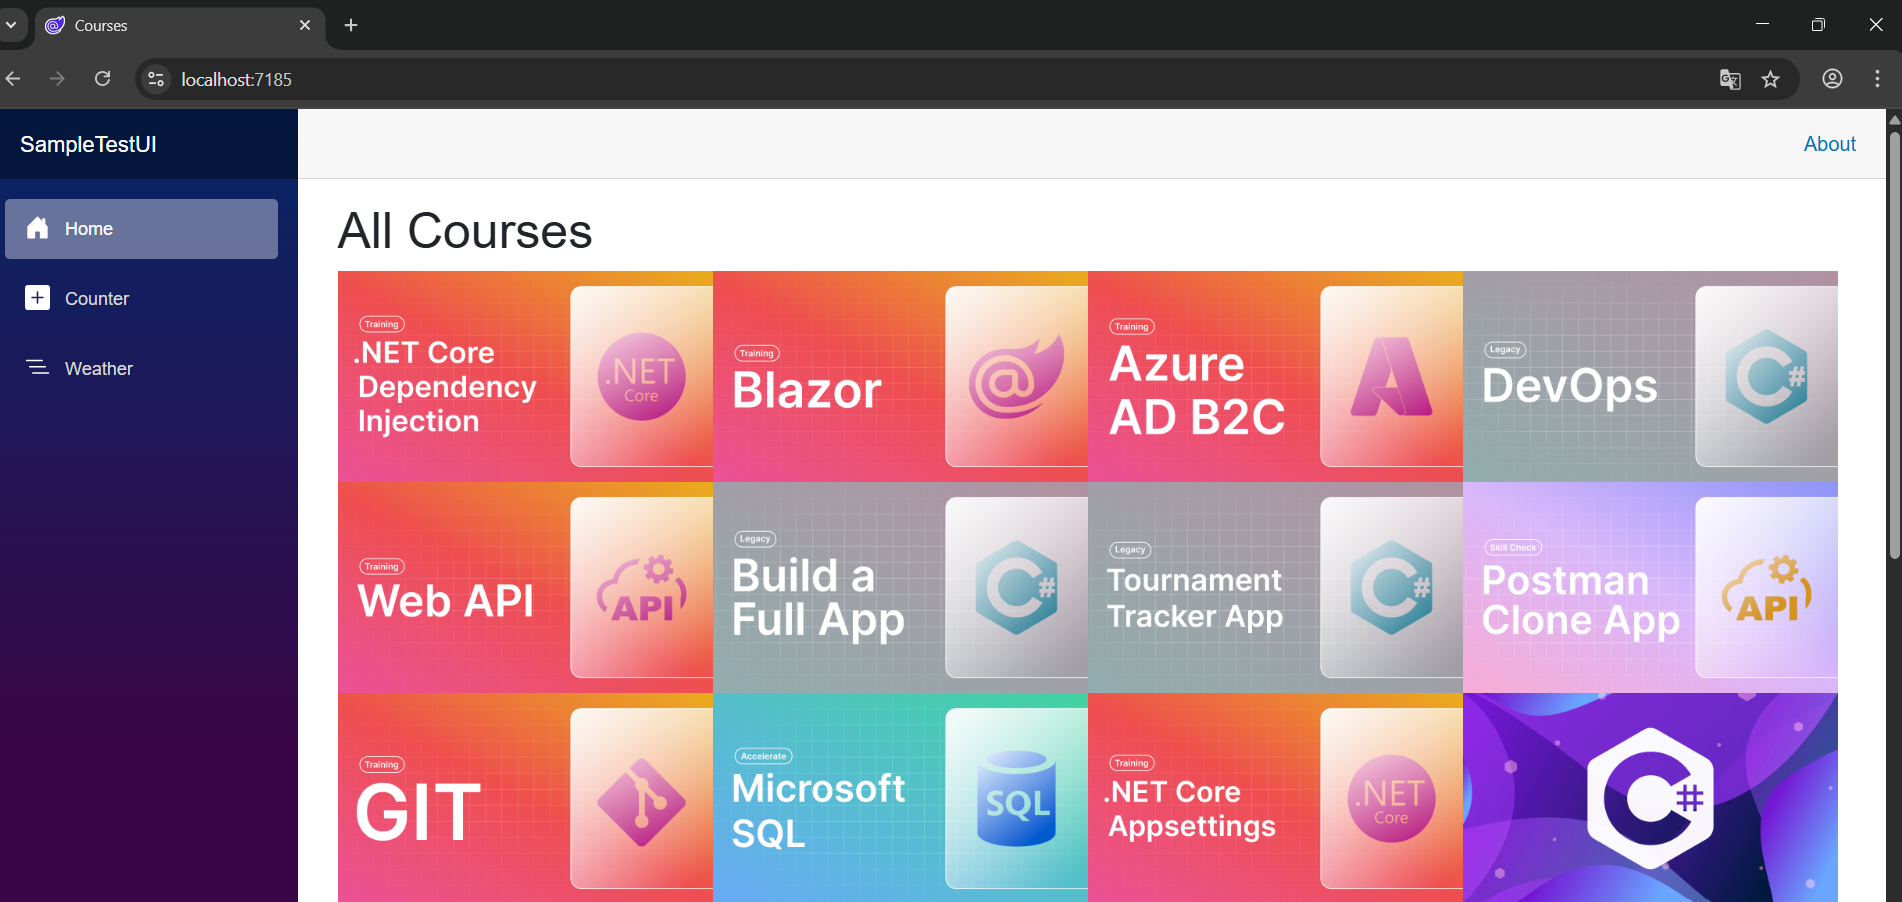 Courses
localhost:7185
SampleTestUI
About
Home
Counter
Weather
All Courses
Training
.NET Core
Dependency
Injection
.NET
Core
Training
Blazor
@
Training
Azure
AD B2C
A
Legacy
DevOps
C#
Training
Web API
API
Legacy
Build a
Full App
C#
Legacy
Tournament
Tracker App
C#
Skill Check
Postman
Clone App
API
Training
GIT
Accelerate
Microsoft
SQL
SQL
Training
.NET Core
Appsettings
.NET
Core
C#